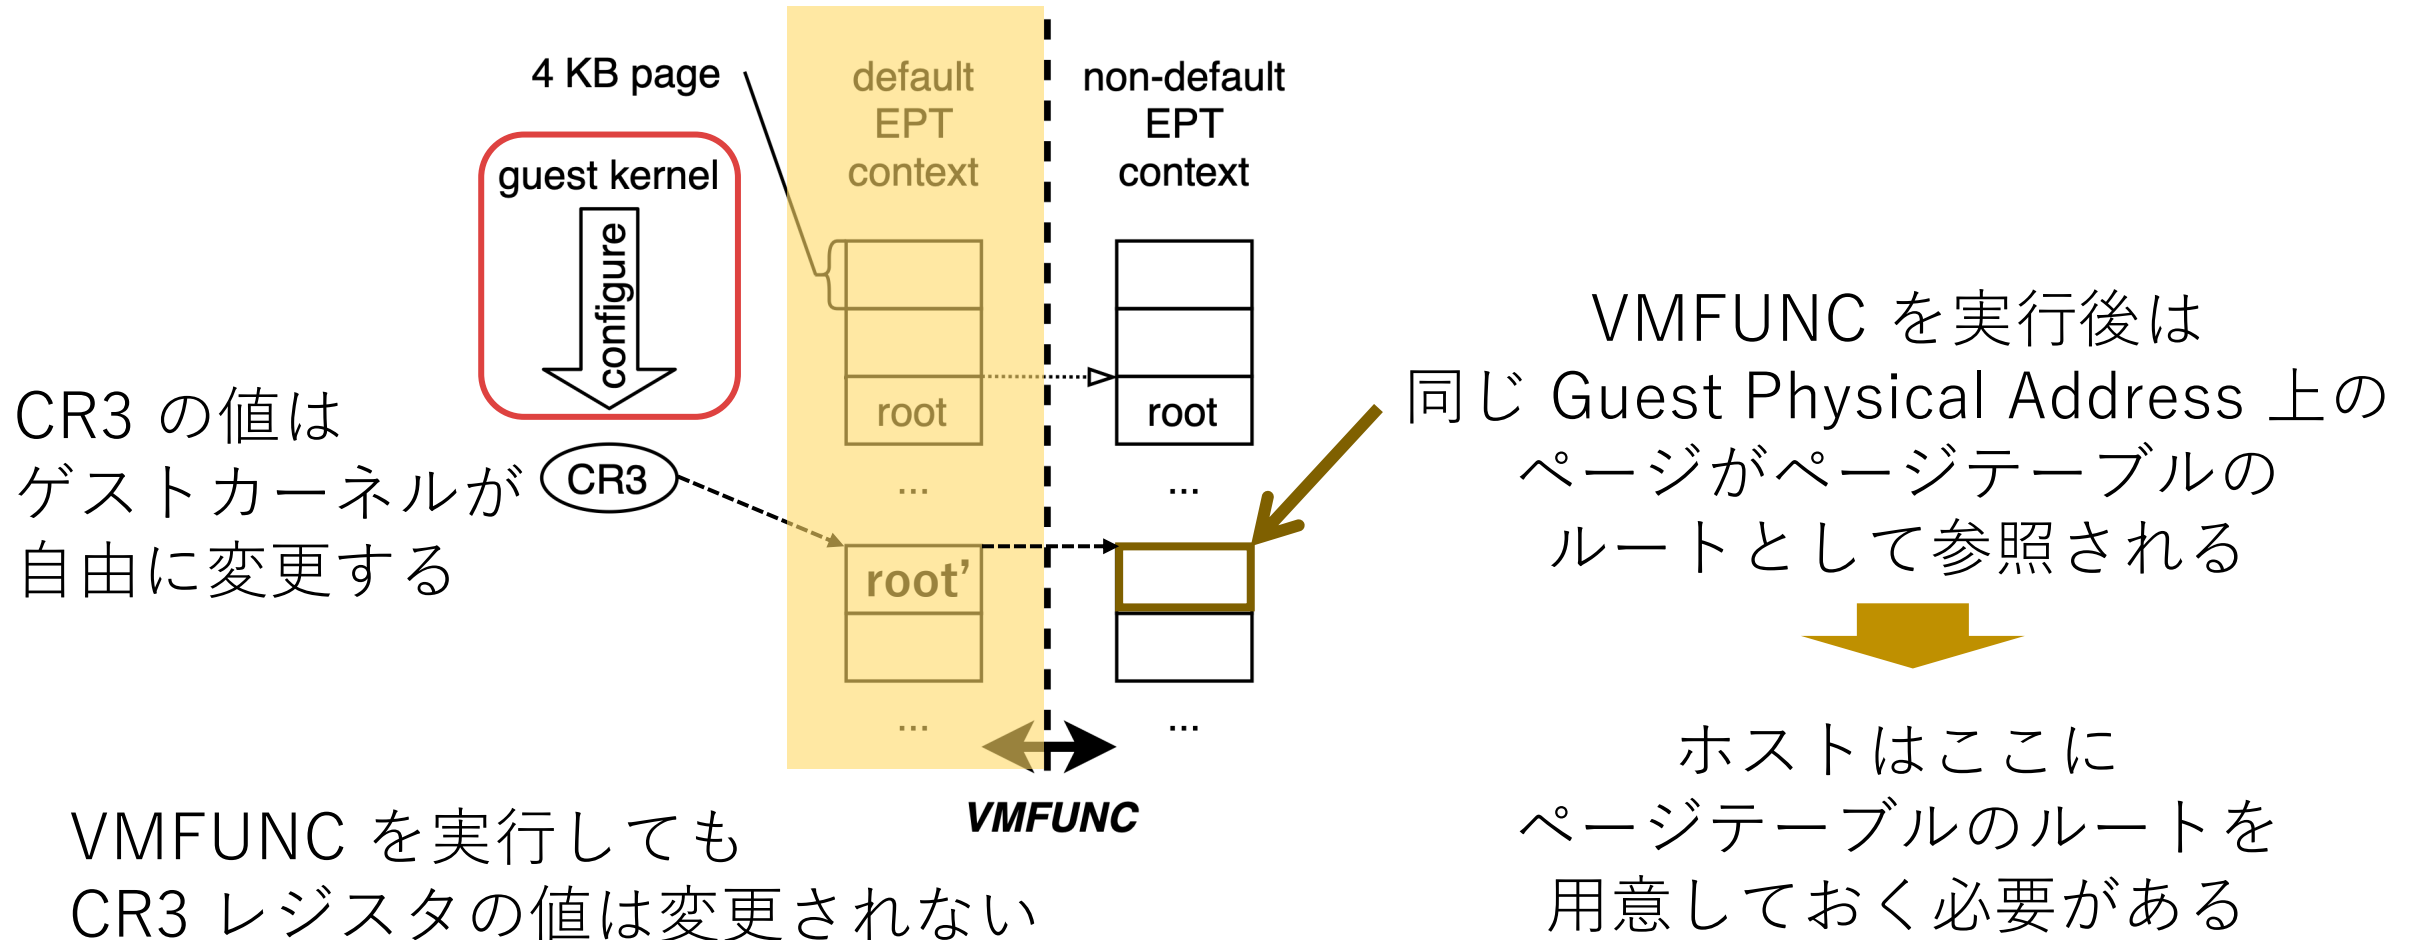 4 KB page
default
EPT
context
non-default
EPT
context
guest kernel
configure
CR3 の値は
ゲストカーネルが
自由に変更する
CR3
root
root
...
...
root’
...
...
VMFUNC
VMFUNC を実行後は
同じ Guest Physical Address 上の
ページがページテーブルの
ルートとして参照される
ホストはここに
ページテーブルのルートを
用意しておく必要がある
VMFUNC を実行しても
CR3 レジスタの値は変更されない